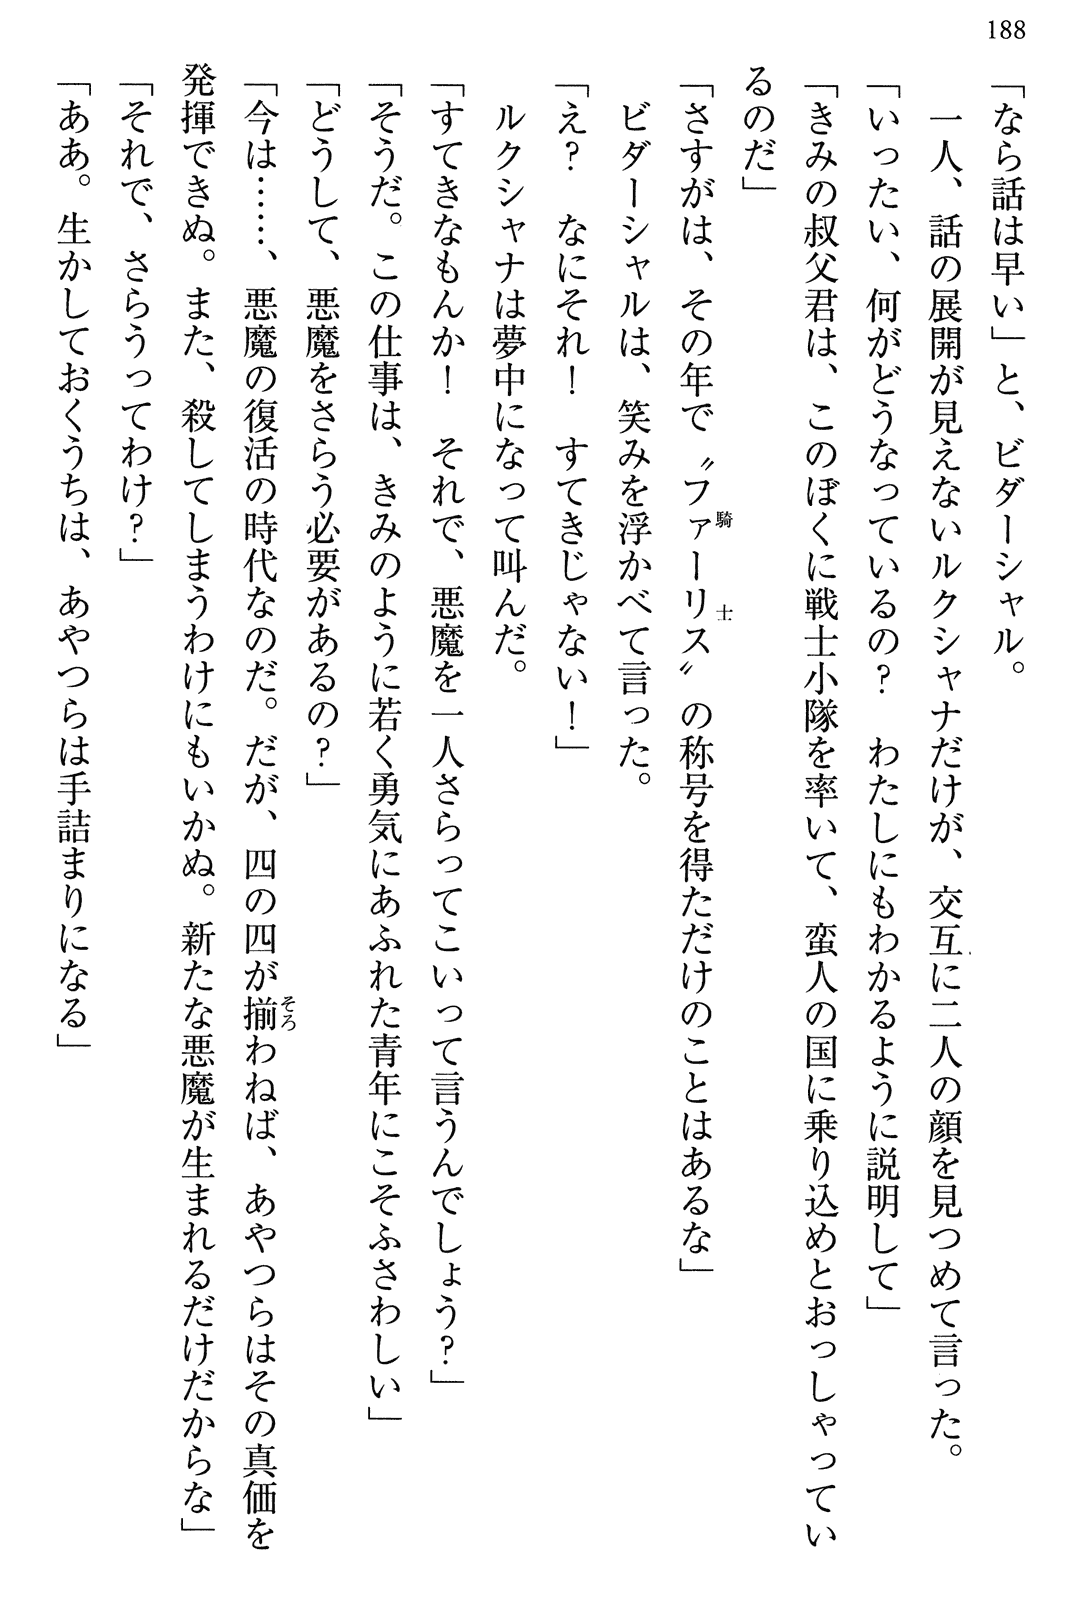 188
「なら話は早い」と、ビダーシャル。
　一人、話の展開が見えないルクシャナだけが、交互に二人の顔を見つめて言った。
「いったい、何がどうなっているの？　わたしにもわかるように説明して」
「きみの叔父君は、このぼくに戦士小隊を率いて、蛮人の国に乗り込めとおっしゃってい
るのだ」
「さすがは、その年で〝ファーリス〟の称号を得ただけのことはあるな」
騎士
　ビダーシャルは、笑みを浮かべて言った。
「え？　なにそれ！　すてきじゃない！」
　ルクシャナは夢中になって叫んだ。
「すてきなもんか！　それで、悪魔を一人さらってこいって言うんでしょう？」
「そうだ。この仕事は、きみのように若く勇気にあふれた青年にこそふさわしい」
「どうして、悪魔をさらう必要があるの？」
「今は……、悪魔の復活の時代なのだ。だが、四の四が揃わねば、あやつらはその真価を
そろ
発揮できぬ。また、殺してしまうわけにもいかぬ。新たな悪魔が生まれるだけだからな」
「それで、さらうってわけ？」
「ああ。生かしておくうちは、あやつらは手詰まりになる」